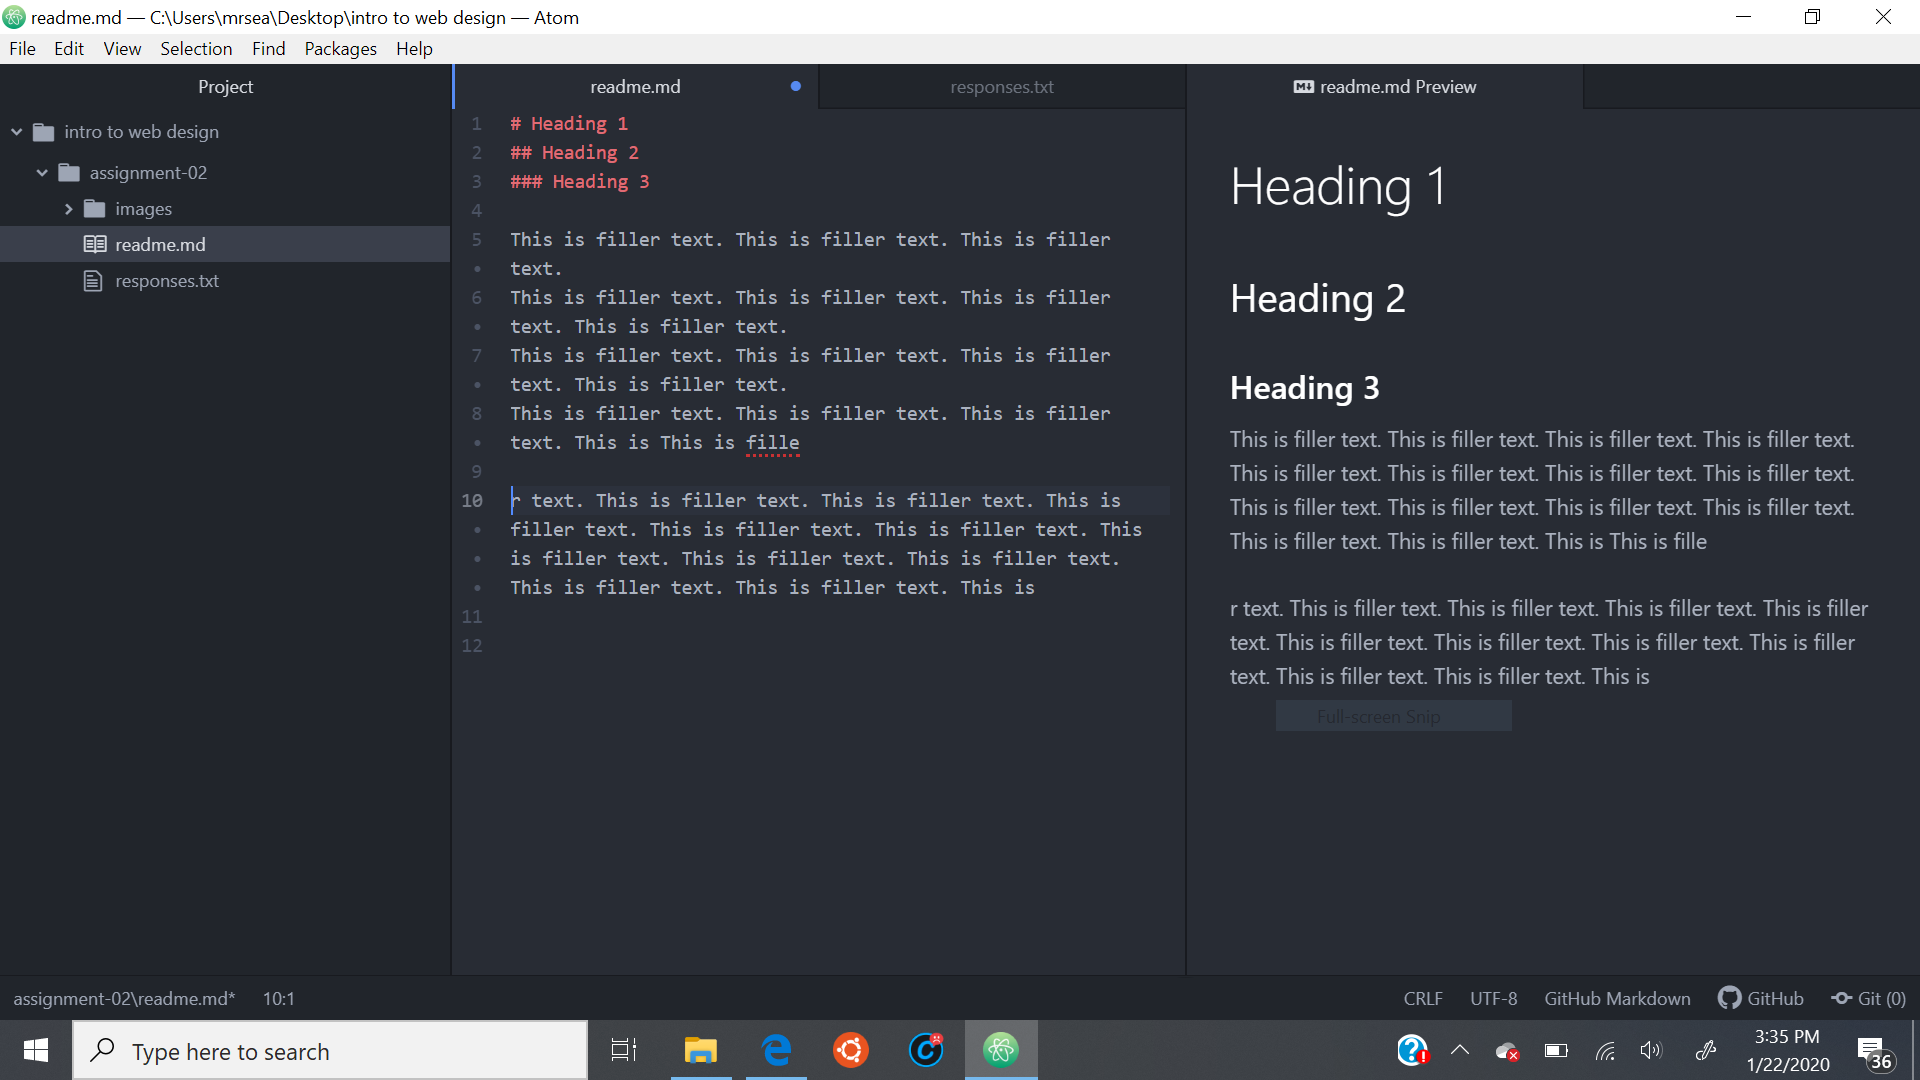 readme.md — C:\Users\mrsea\Desktop\intro to web design — Atom
File Edit View Selection Find Packages Help
Project
intro to web design
assignment-02
images
readme.md
responses.txt
readme.md
responses.txt
1 # Heading 1
2 ## Heading 2
3 ### Heading 3
4
5 This is filler text. This is filler text. This is filler
• text.
6 This is filler text. This is filler text. This is filler
• text. This is filler text.
7 This is filler text. This is filler text. This is filler
• text. This is filler text.
8 This is filler text. This is filler text. This is filler
• text. This is This is fille
9
10 r text. This is filler text. This is filler text. This is
• filler text. This is filler text. This is filler text. This
• is filler text. This is filler text. This is filler text.
• This is filler text. This is filler text. This is
11
12
readme.md Preview
Heading 1
Heading 2
Heading 3
This is filler text. This is filler text. This is filler text. This is filler text.
This is filler text. This is filler text. This is filler text. This is filler text.
This is filler text. This is filler text. This is filler text. This is filler text.
This is filler text. This is filler text. This is This is fille
r text. This is filler text. This is filler text. This is filler text. This is filler
text. This is filler text. This is filler text. This is filler text. This is filler
text. This is filler text. This is filler text. This is
Full-screen Snip
assignment-02\readme.md* 10:1
CRLF UTF-8 GitHub Markdown GitHub Git (0)
Type here to search
3:35 PM
1/22/2020
36